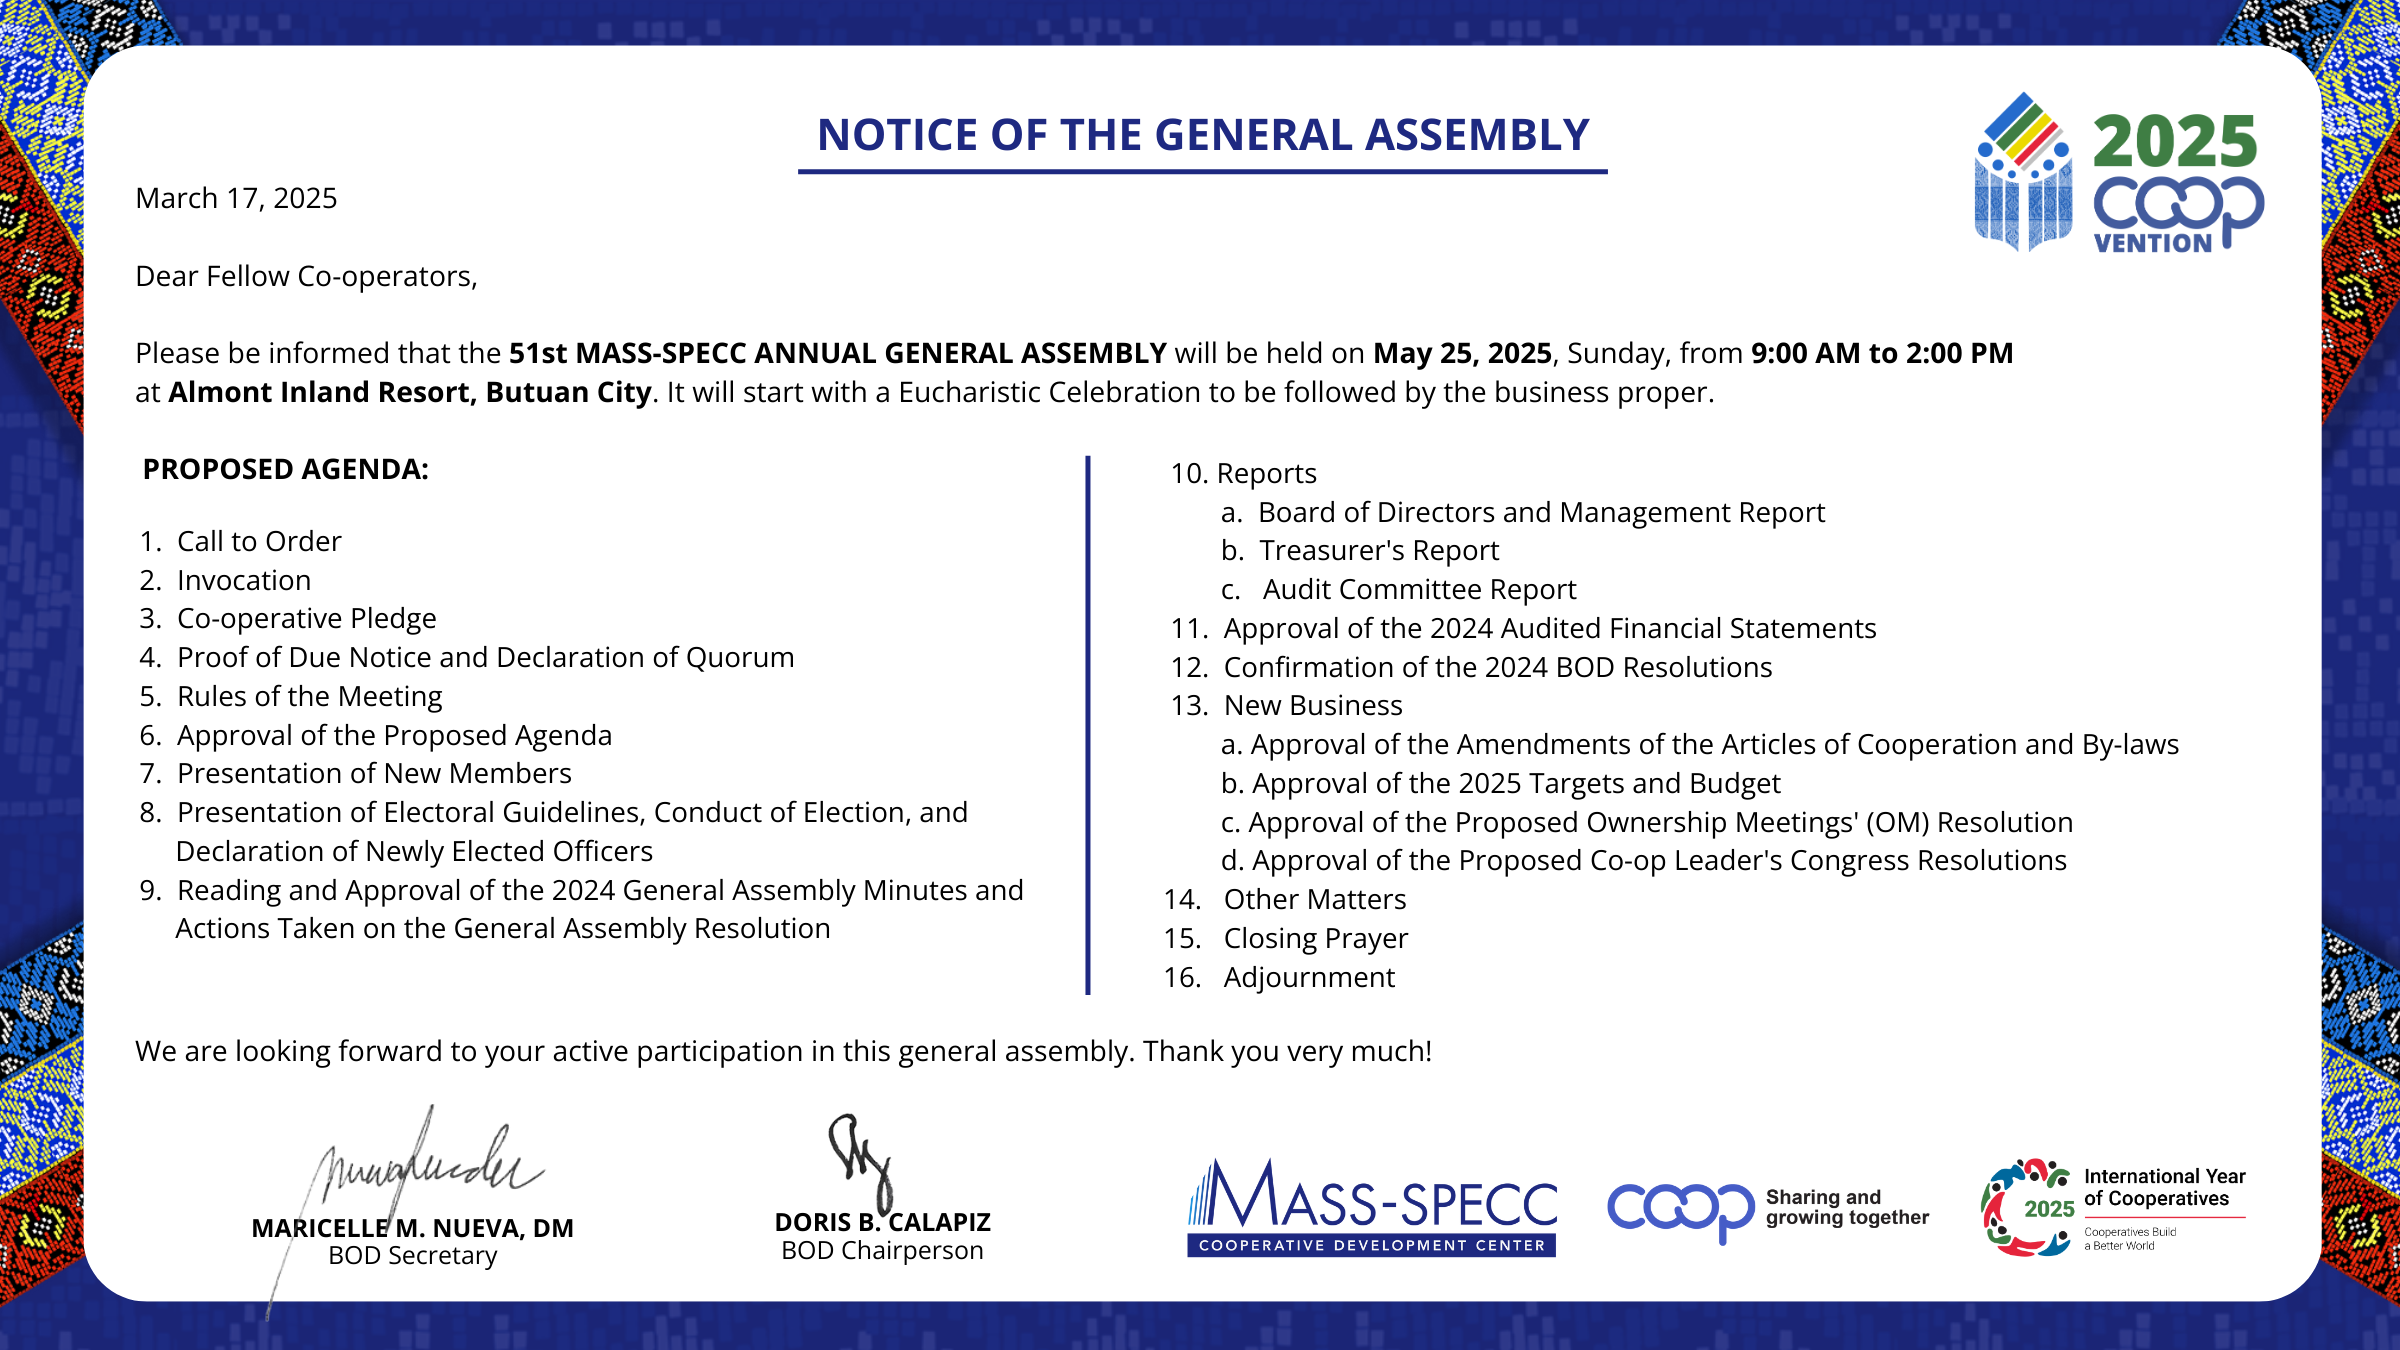 NOTICE OF THE GENERAL ASSEMBLY
2025
coop
VENTION
March 17, 2025
Dear Fellow Co-operators,
Please be informed that the 51st MASS-SPECC ANNUAL GENERAL ASSEMBLY will be held on May 25, 2025, Sunday, from 9:00 AM to 2:00 PM
at Almont Inland Resort, Butuan City. It will start with a Eucharistic Celebration to be followed by the business proper.
PROPOSED AGENDA:
1. Call to Order
2. Invocation
3. Co-operative Pledge
4. Proof of Due Notice and Declaration of Quorum
5. Rules of the Meeting
6. Approval of the Proposed Agenda
7. Presentation of New Members
8. Presentation of Electoral Guidelines, Conduct of Election, and
Declaration of Newly Elected Officers
9. Reading and Approval of the 2024 General Assembly Minutes and
Actions Taken on the General Assembly Resolution
10. Reports
a. Board of Directors and Management Report
b. Treasurer's Report
c. Audit Committee Report
11. Approval of the 2024 Audited Financial Statements
12. Confirmation of the 2024 BOD Resolutions
13. New Business
a. Approval of the Amendments of the Articles of Cooperation and By-laws
b. Approval of the 2025 Targets and Budget
c. Approval of the Proposed Ownership Meetings' (OM) Resolution
d. Approval of the Proposed Co-op Leader's Congress Resolutions
14. Other Matters
15. Closing Prayer
16. Adjournment
We are looking forward to your active participation in this general assembly. Thank you very much!
MARICELLE M. NUEVA, DM
BOD Secretary
DORIS B. CALAPIZ
BOD Chairperson
MASS-SPECC
COOPERATIVE DEVELOPMENT CENTER
coop
Sharing and
growing together
2025
International Year
of Cooperatives
Cooperatives Build
a Better World